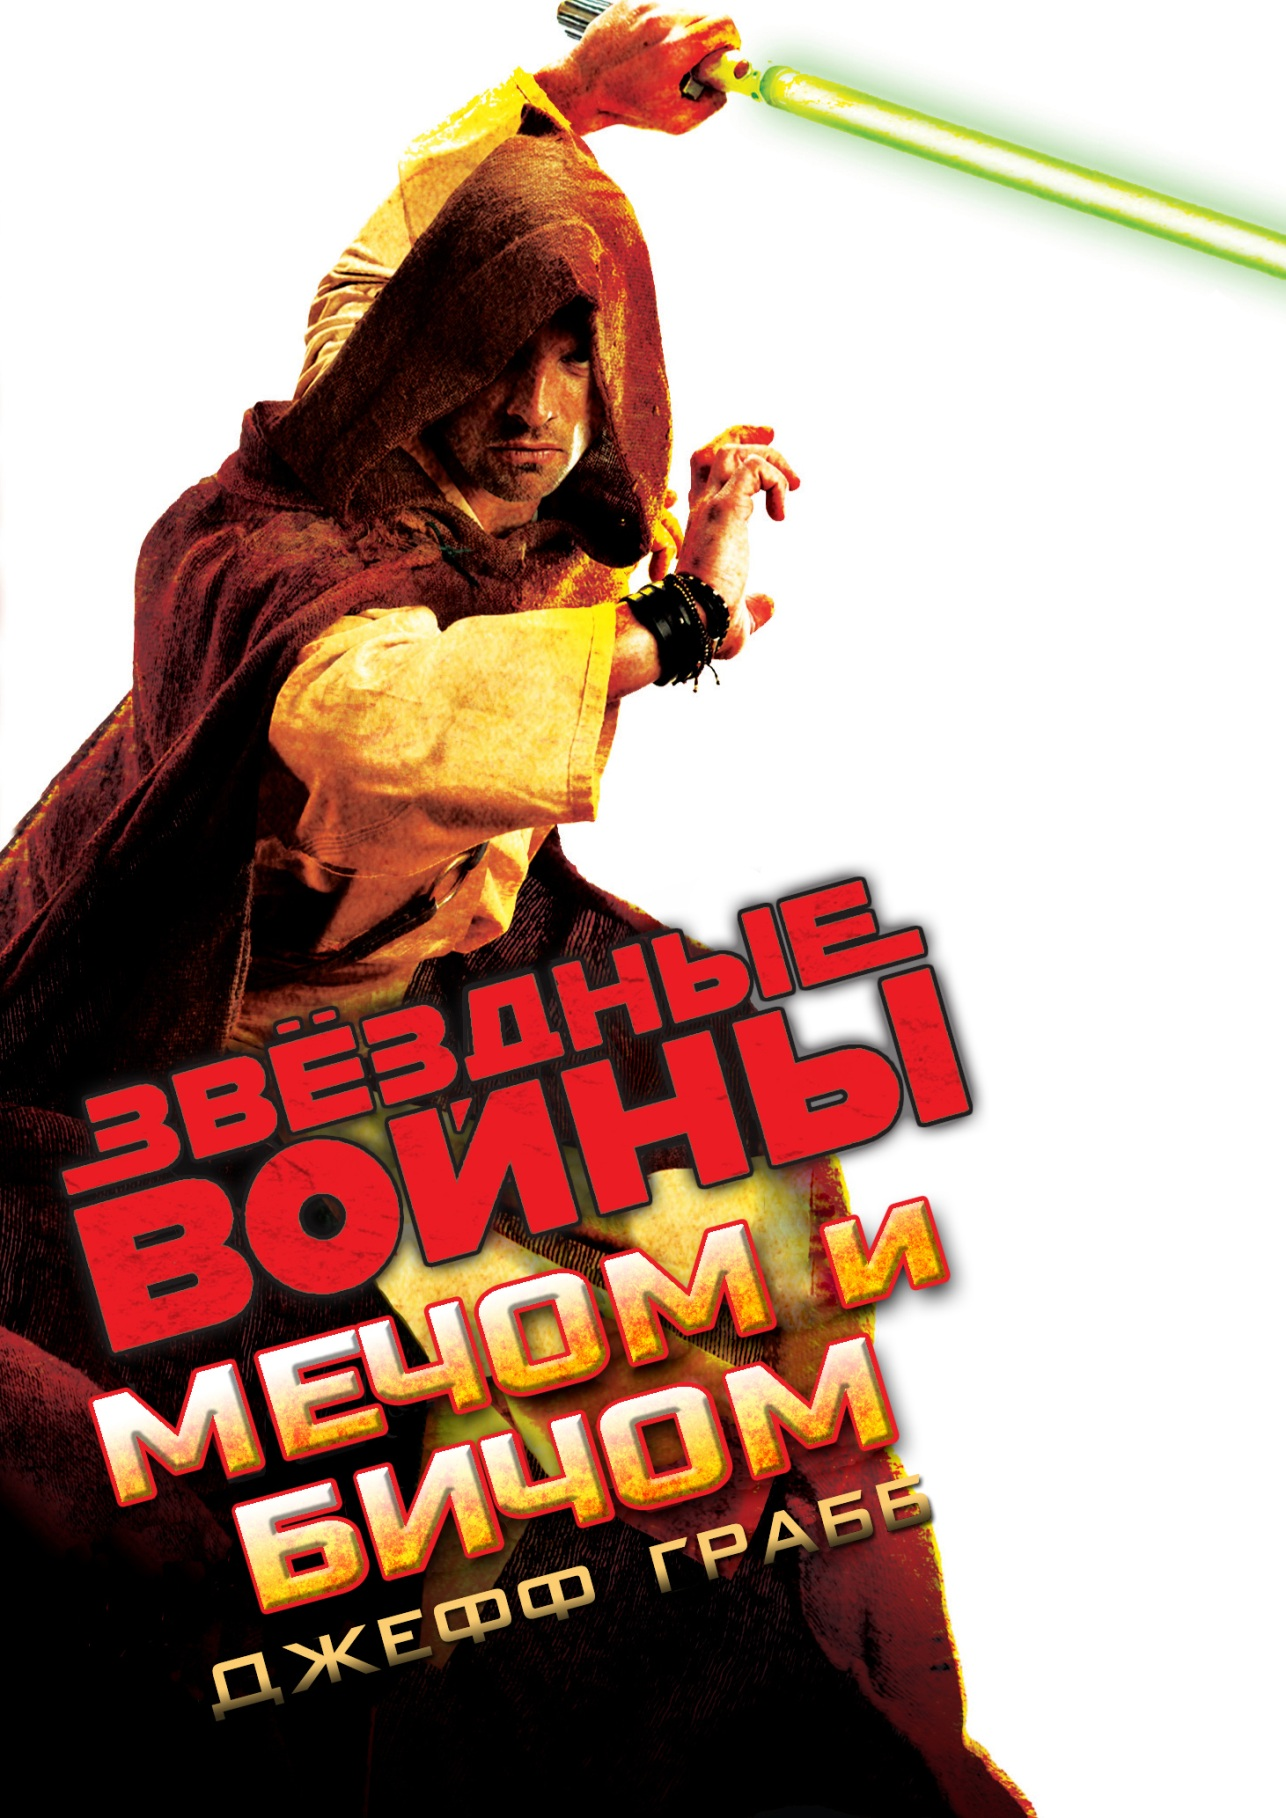 ЗВЁЗДНЫЕ
ВОЙНЫ
МЕЧОМ И
БИЧОМ
ДЖЕФФ ГРАББ